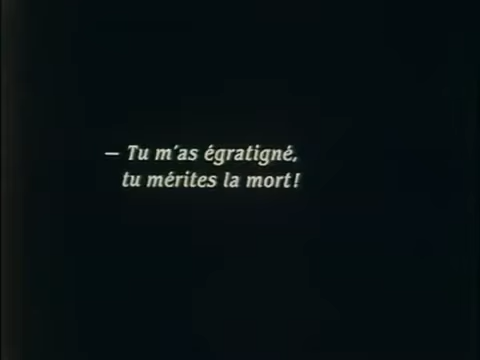 — Tu m'as égratigné,
tu mérites la mort!